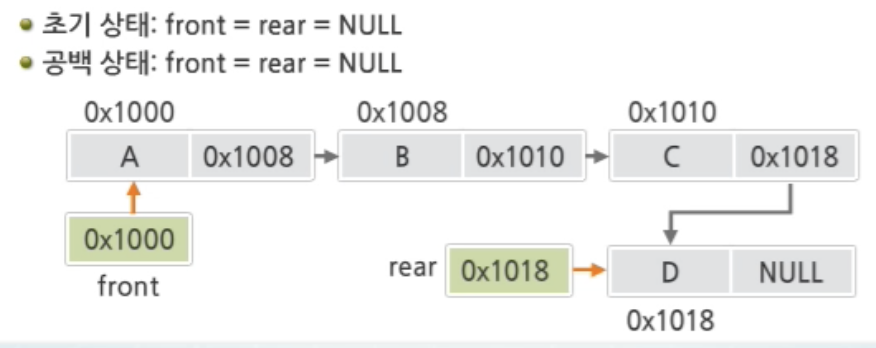 초기 상태: front = rear = NULL
공백 상태: front = rear = NULL
0x1000 0x1008 0x1010
A 0x1008 B 0x1010 C 0x1018
0x1000
front
rear 0x1018 D NULL
0x1018